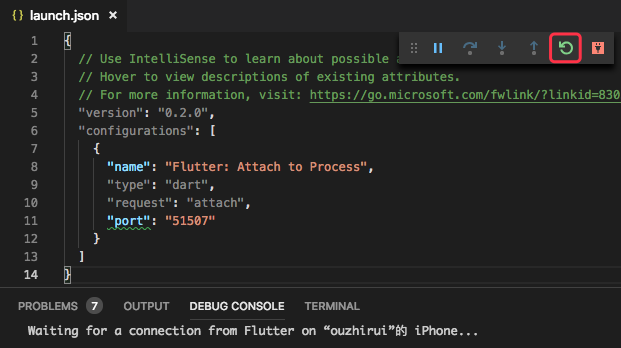 {} launch.json ×
1 {
2 // Use IntelliSense to learn about possible a
3 // Hover to view descriptions of existing attributes.
4 // For more information, visit: https://go.microsoft.com/fwlink/?linkid=830
5 "version": "0.2.0",
6 "configurations": [
7 {
8 "name": "Flutter: Attach to Process",
9 "type": "dart",
10 "request": "attach",
11 "port": "51507"
12 }
13 ]
14 }
PROBLEMS 7 OUTPUT DEBUG CONSOLE TERMINAL
Waiting for a connection from Flutter on “ouzhirui”的 iPhone...